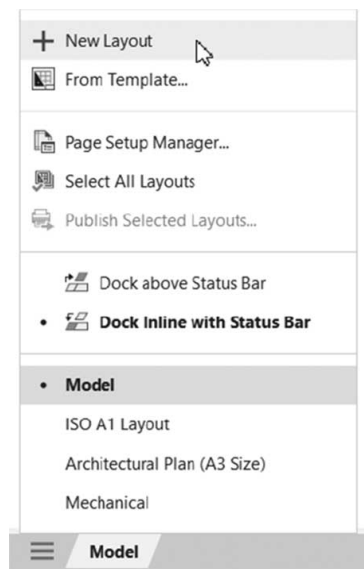 New Layout
From Template...
Page Setup Manager...
Select All Layouts
Publish Selected Layouts...
Dock above Status Bar
• Dock Inline with Status Bar
• Model
ISO A1 Layout
Architectural Plan (A3 Size)
Mechanical
Model